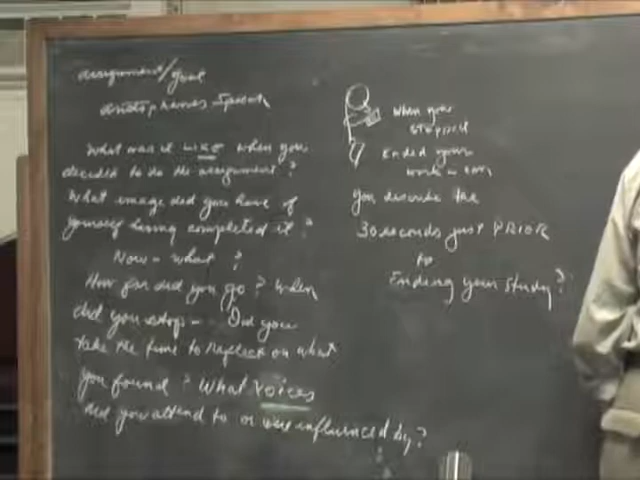 assignment/goal
Aristophanes Speech
What was it LIKE when you
decided to do the assignment?
What image did you have of
yourself having completed it?
Now - what?
How far did you go? When
did you stop - Did you
take the time to reflect on what
you found? What voices
did you attend to or were influenced by?
When you
STOPPED
Ended your
work -
you describe the
30 seconds just PRIOR
to
Ending your study?